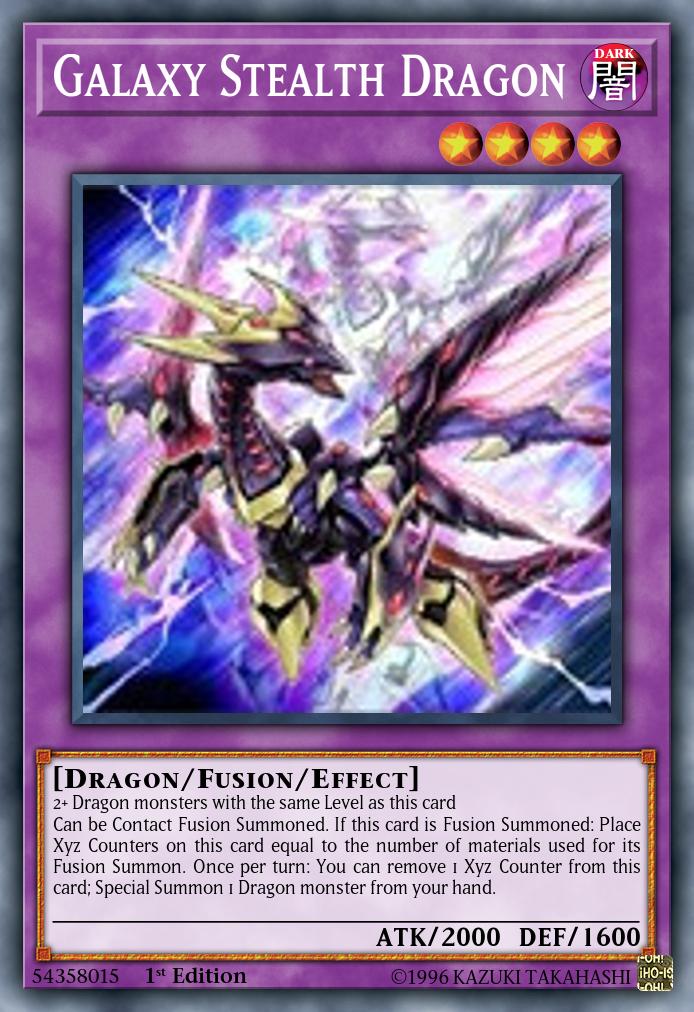 GALAXY STEALTH DRAGON
DARK
闇
[DRAGON/FUSION/EFFECT]
2+ Dragon monsters with the same Level as this card
Can be Contact Fusion Summoned. If this card is Fusion Summoned: Place
Xyz Counters on this card equal to the number of materials used for its
Fusion Summon. Once per turn: You can remove 1 Xyz Counter from this
card; Special Summon 1 Dragon monster from your hand.
ATK/2000 DEF/1600
54358015 1st Edition ©1996 KAZUKI TAKAHASHI